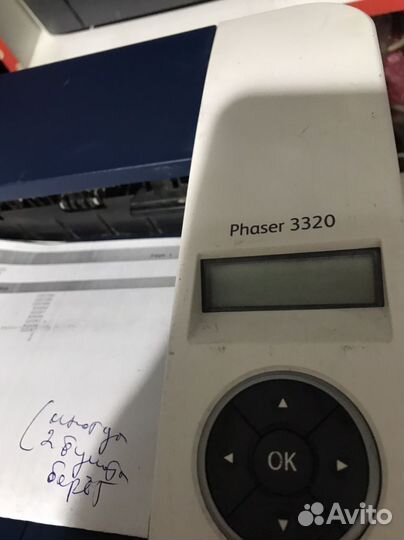 Phaser 3320
(иногда
2 бумаги
берёт
OK
Avito